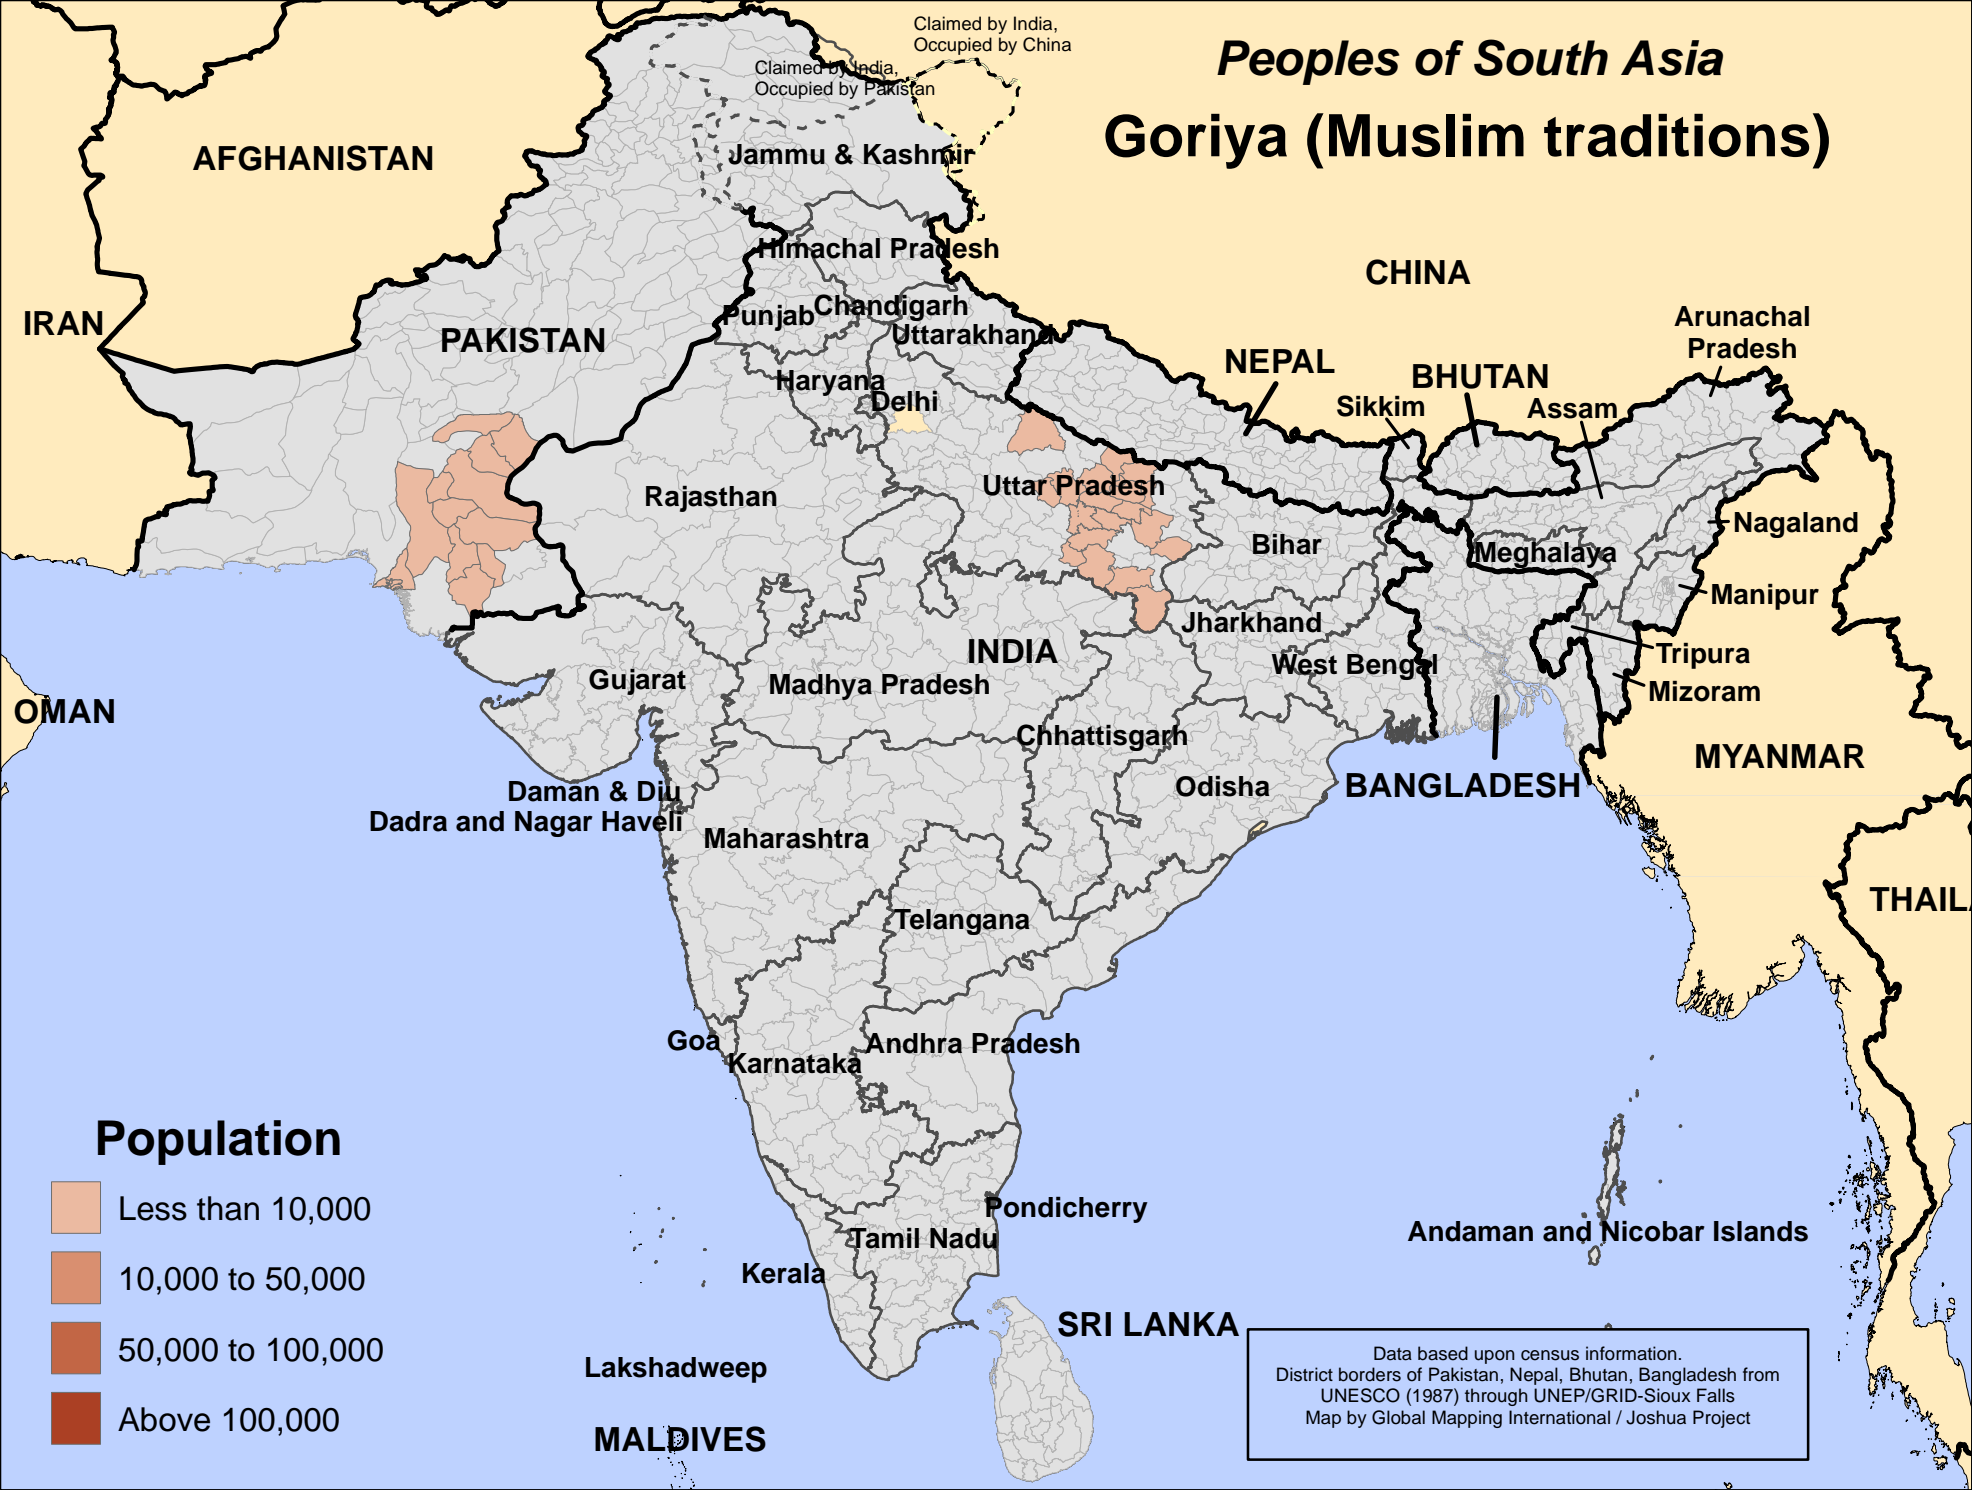 Peoples of South Asia
Goriya (Muslim traditions)
Claimed by India,
Occupied by China
Claimed by India,
Occupied by Pakistan
AFGHANISTAN
Jammu & Kashmir
Himachal Pradesh
CHINA
IRAN
PAKISTAN
Punjab
Chandigarh
Uttarakhand
Arunachal
Pradesh
NEPAL
BHUTAN
Haryana
Delhi
Sikkim
Assam
Rajasthan
Uttar Pradesh
Bihar
Nagaland
Meghalaya
Manipur
Jharkhand
INDIA
West Bengal
Tripura
Mizoram
Gujarat
Madhya Pradesh
OMAN
Chhattisgarh
MYANMAR
Odisha
BANGLADESH
Daman & Diu
Dadra and Nagar Haveli
Maharashtra
THAIL
Telangana
Goa
Karnataka
Andhra Pradesh
Pondicherry
Tamil Nadu
Andaman and Nicobar Islands
Kerala
SRI LANKA
Lakshadweep
MALDIVES
Population
Less than 10,000
10,000 to 50,000
50,000 to 100,000
Above 100,000
Data based upon census information.
District borders of Pakistan, Nepal, Bhutan, Bangladesh from
UNESCO (1987) through UNEP/GRID-Sioux Falls
Map by Global Mapping International / Joshua Project